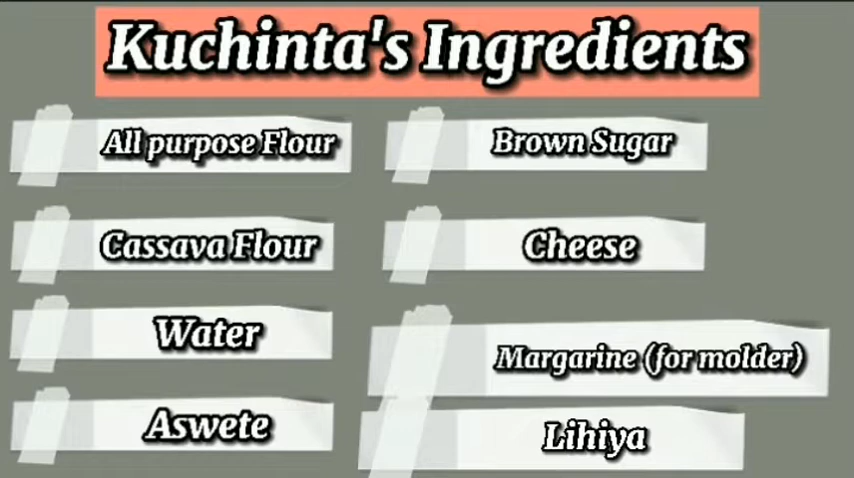 Kuchinta's Ingredients
All purpose Flour
Cassava Flour
Water
Aswete
Brown Sugar
Cheese
Margarine (for molder)
Lihiya